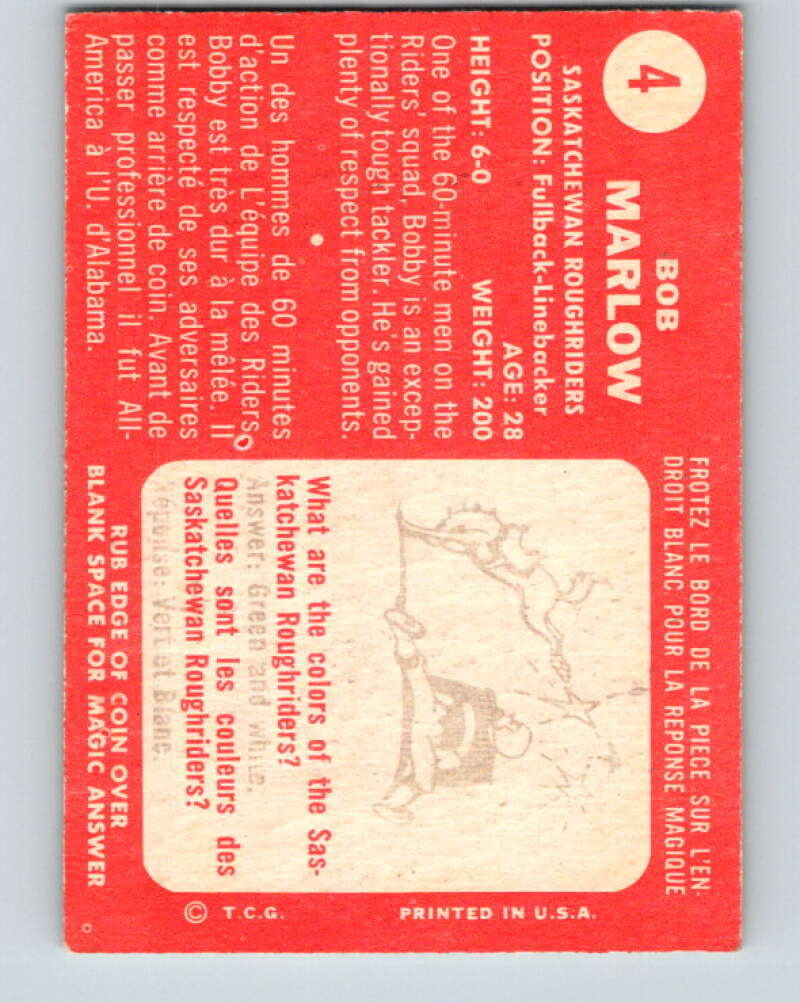 4
BOB
MARLOW
SASKATCHEWAN ROUGHRIDERS
POSITION: Fullback-Linebacker
AGE: 28
HEIGHT: 6-0 WEIGHT: 200
One of the 60-minute men on the
Riders' squad, Bobby is an excep-
tionally tough tackler. He's gained
plenty of respect from opponents.
Un des hommes de 60 minutes
d'action de L'équipe des Riders,
Bobby est très dur à la mêlée. Il
est respecté de ses adversaires
comme arrière de coin. Avant de
passer professionnel il fut All-
America à l'U. d'Alabama.
FROTEZ LE BORD DE LA PIECE SUR L'EN-
DROIT BLANC POUR LA REPONSE MAGIQUE
What are the colors of the Sas-
katchewan Roughriders?
Answer: Green and white.
Quelles sont les couleurs des
Saskatchewan Roughriders?
Réponse: Vert et Blanc.
RUB EDGE OF COIN OVER
BLANK SPACE FOR MAGIC ANSWER
© T.C.G. PRINTED IN U.S.A.